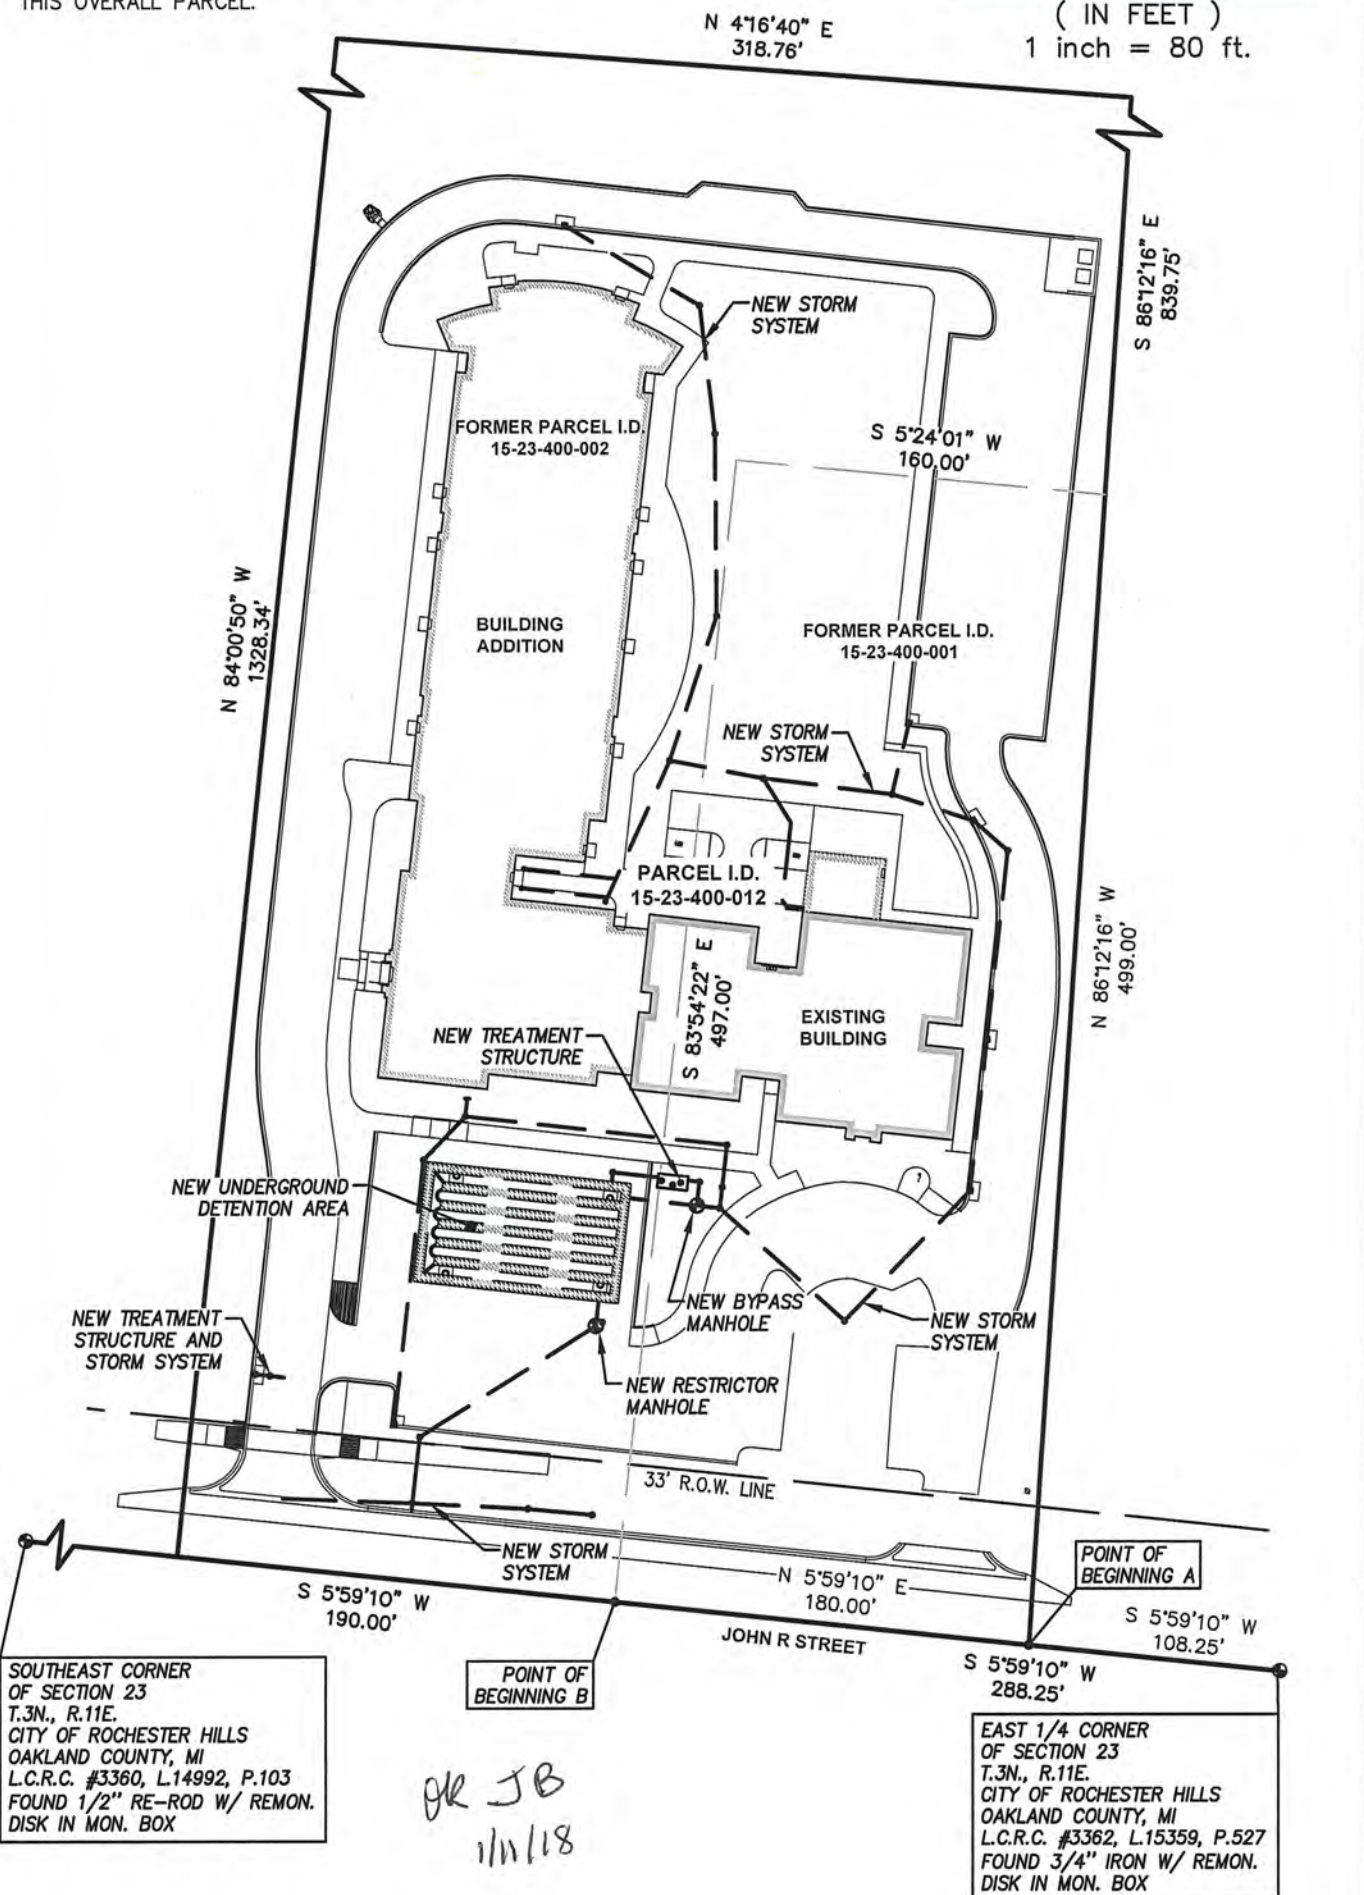 THIS OVERALL PARCEL.
( IN FEET )
1 inch = 80 ft.
N 4°16'40" E
318.76'
S 86°12'16" E
839.75'
NEW STORM
SYSTEM
FORMER PARCEL I.D.
15-23-400-002
S 5°24'01" W
160.00'
N 84°00'50" W
1328.34'
BUILDING
ADDITION
FORMER PARCEL I.D.
15-23-400-001
NEW STORM
SYSTEM
PARCEL I.D.
15-23-400-012
N 86°12'16" W
499.00'
S 83°54'22" E
497.00'
EXISTING
BUILDING
NEW TREATMENT
STRUCTURE
NEW UNDERGROUND
DETENTION AREA
NEW TREATMENT
STRUCTURE AND
STORM SYSTEM
NEW BYPASS
MANHOLE
NEW STORM
SYSTEM
NEW RESTRICTOR
MANHOLE
33' R.O.W. LINE
NEW STORM
SYSTEM
POINT OF
BEGINNING A
S 5°59'10" W
190.00'
N 5°59'10" E
180.00'
S 5°59'10" W
108.25'
JOHN R STREET
S 5°59'10" W
288.25'
POINT OF
BEGINNING B
SOUTHEAST CORNER
OF SECTION 23
T.3N., R.11E.
CITY OF ROCHESTER HILLS
OAKLAND COUNTY, MI
L.C.R.C. #3360, L.14992, P.103
FOUND 1/2" RE-ROD W/ REMON.
DISK IN MON. BOX
EAST 1/4 CORNER
OF SECTION 23
T.3N., R.11E.
CITY OF ROCHESTER HILLS
OAKLAND COUNTY, MI
L.C.R.C. #3362, L.15359, P.527
FOUND 3/4" IRON W/ REMON.
DISK IN MON. BOX
OK JB
1/11/18